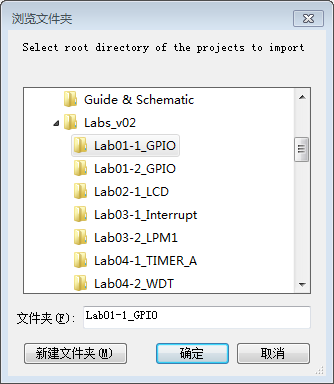 浏览文件夹
Select root directory of the projects to import
Guide & Schematic
Labs_v02
Lab01-1_GPIO
Lab01-2_GPIO
Lab02-1_LCD
Lab03-1_Interrupt
Lab03-2_LPM1
Lab04-1_TIMER_A
Lab04-2_WDT
文件夹(F): Lab01-1_GPIO
新建文件夹(M) 确定 取消